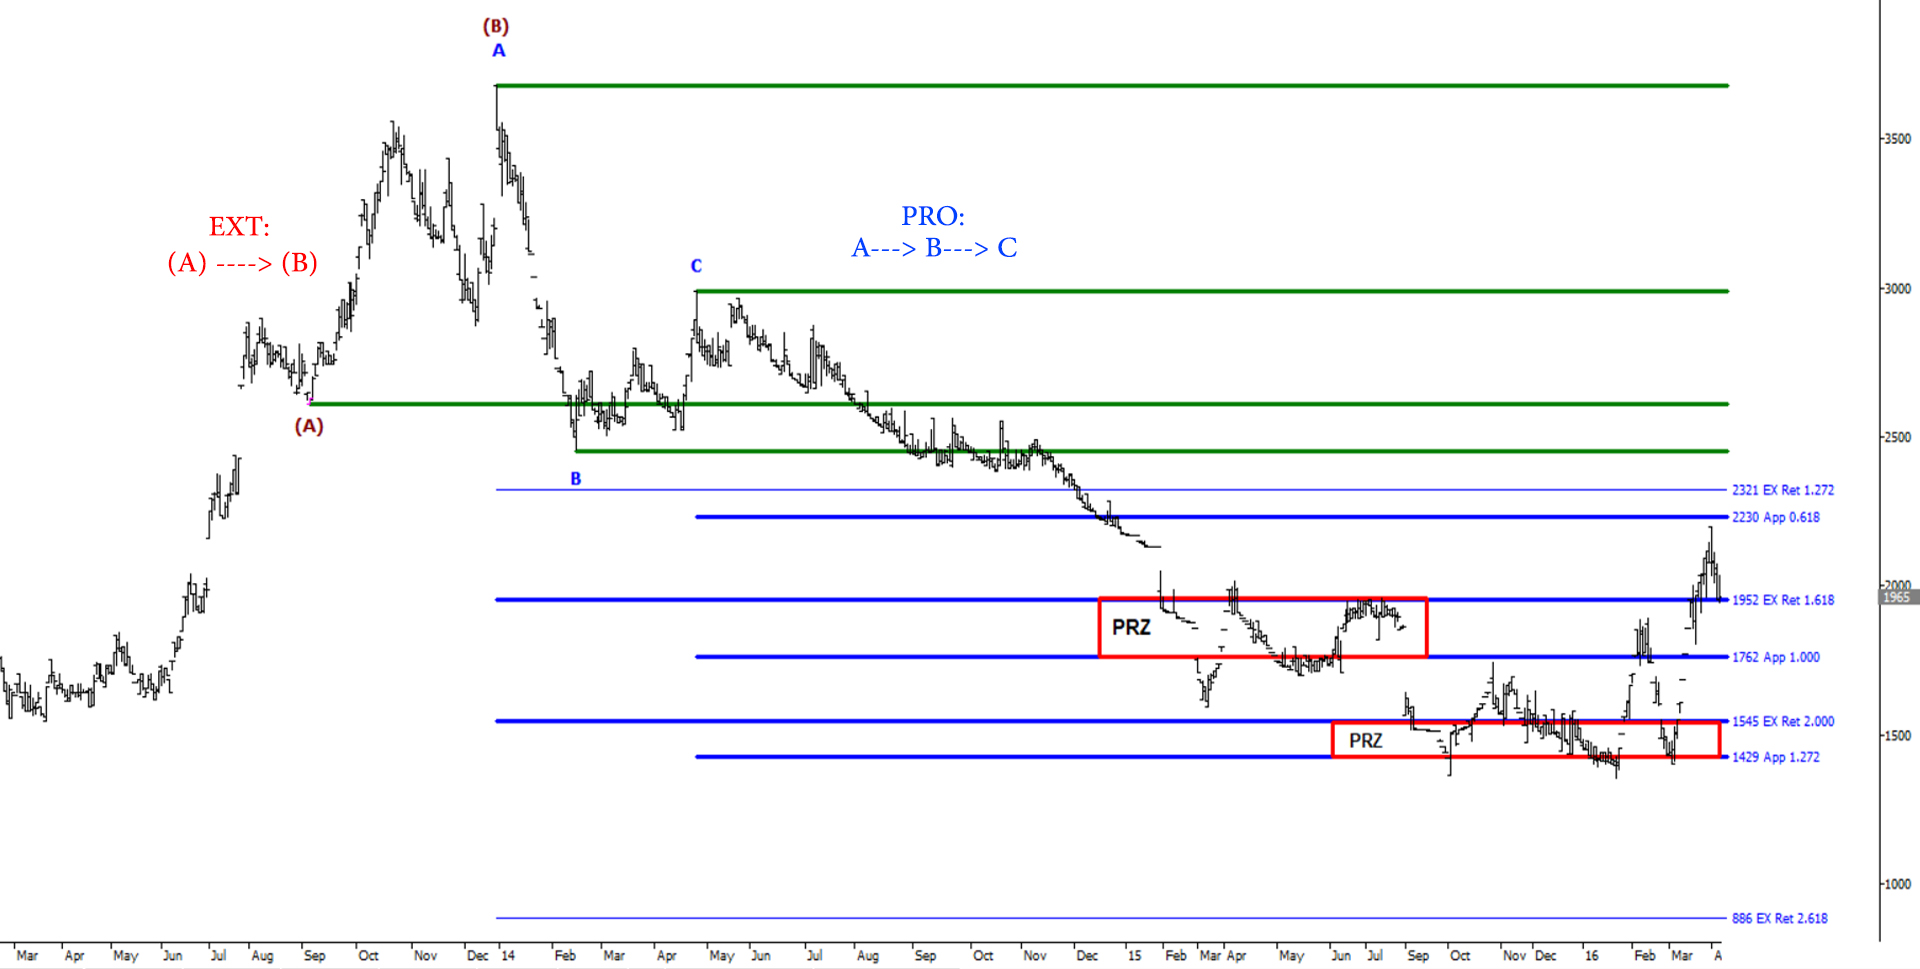 (B)
A
3500
EXT:
(A) ----> (B)
PRO:
A---> B---> C
C
3000
(A)
2500
B
2321 EX Ret 1.272
2230 App 0.618
2000
1965
1952 EX Ret 1.618
PRZ
1762 App 1.000
1545 EX Ret 2.000
1500
PRZ
1429 App 1.272
1000
886 EX Ret 2.618
Mar Apr May Jun Jul Aug Sep Oct Nov Dec 14 Feb Mar Apr May Jun Jul Aug Sep Oct Nov Dec 15 Feb Mar Apr May Jun Jul Sep Oct Nov Dec 16 Feb Mar A